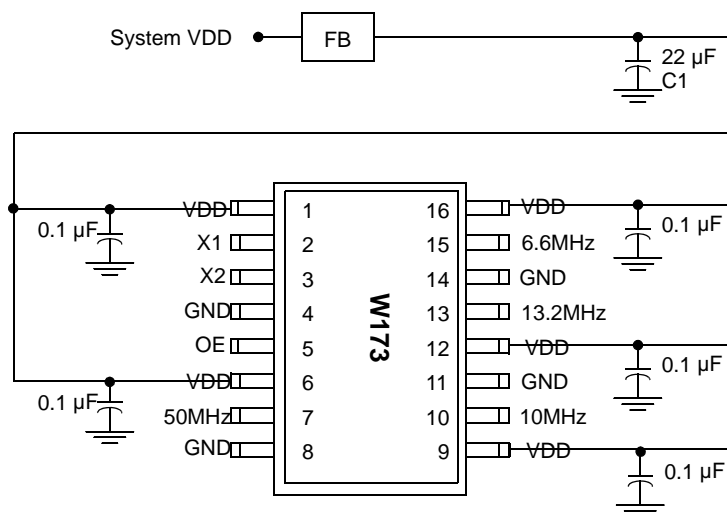 System VDD
FB
22 µF
C1
VDD 1 16 VDD
0.1 µF 0.1 µF
X1 2 15 6.6MHz
X2 3 14 GND
GND 4 13 13.2MHz
OE 5 12 VDD
VDD 6 11 GND
0.1 µF 0.1 µF
50MHz 7 10 10MHz
GND 8 9 VDD
0.1 µF
W173